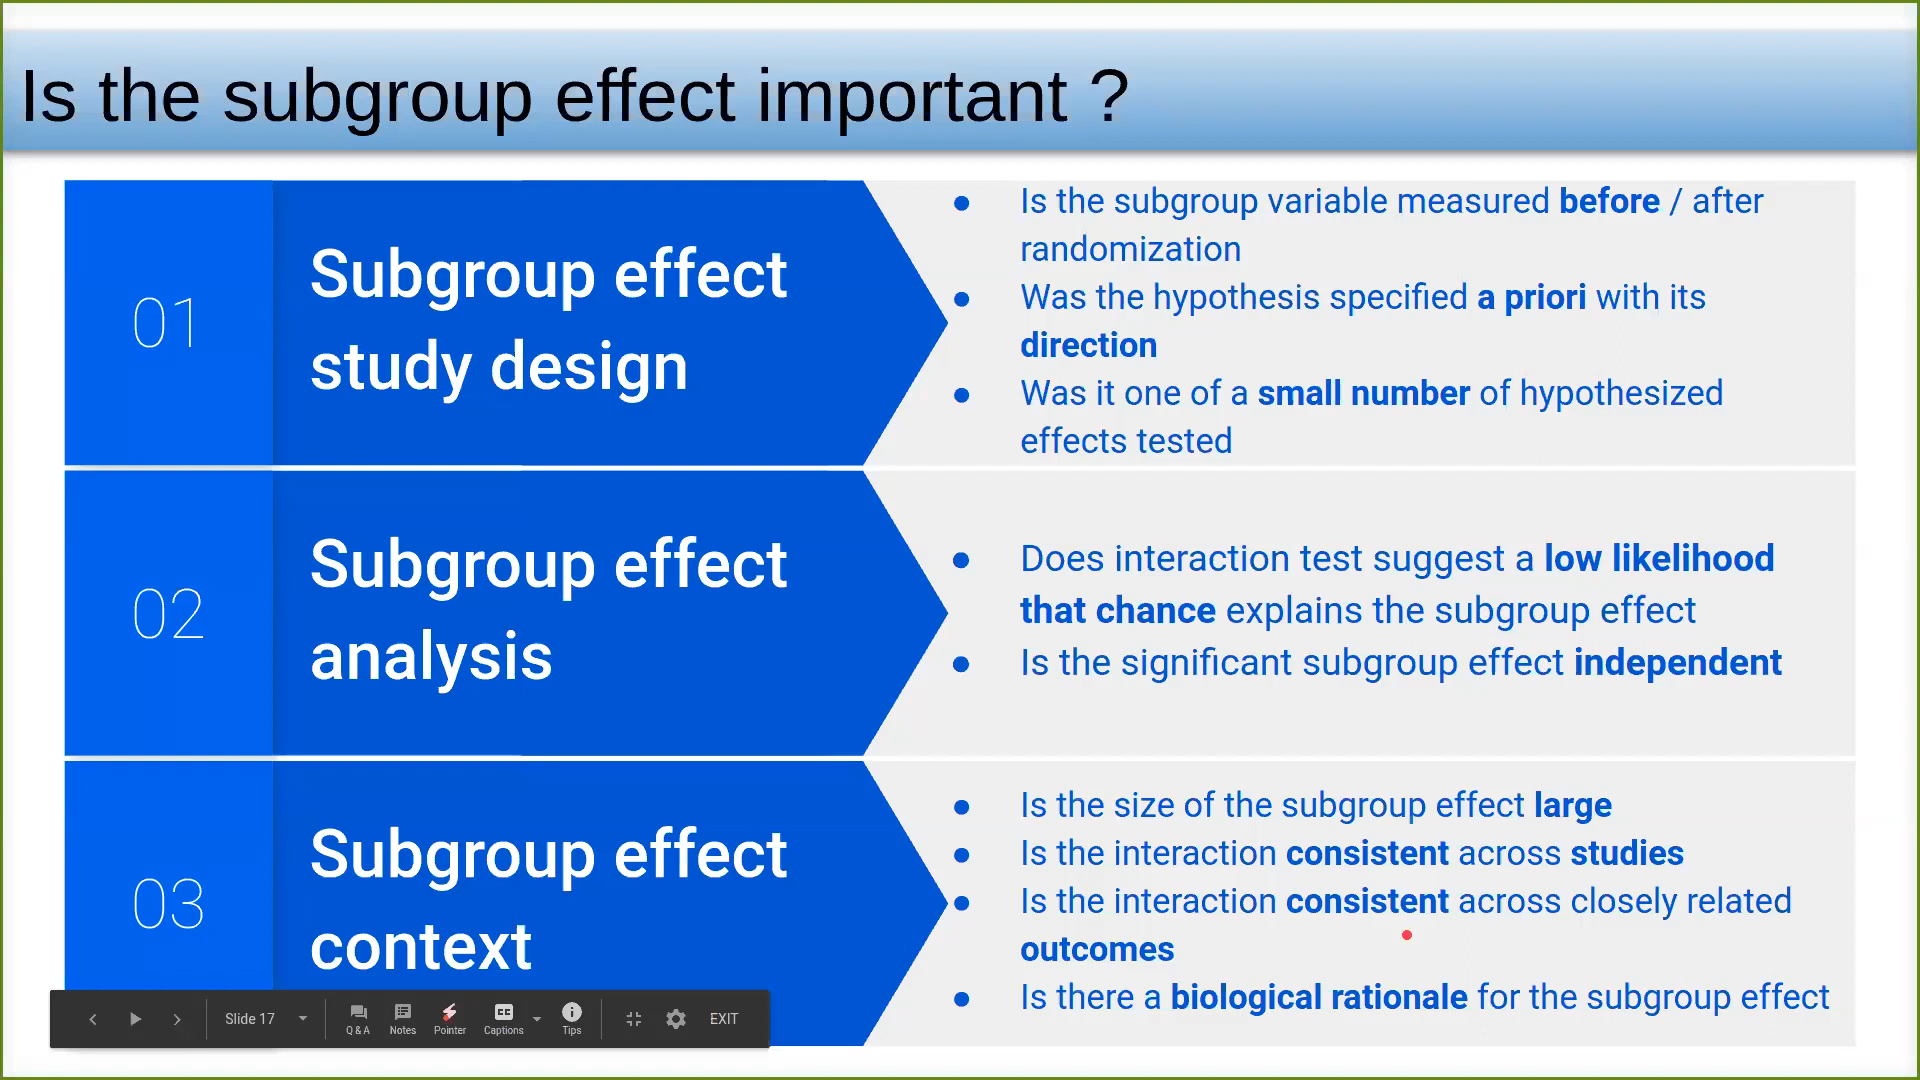 Is the subgroup effect important ?
01
Subgroup effect
study design
● Is the subgroup variable measured before / after
randomization
● Was the hypothesis specified a priori with its
direction
● Was it one of a small number of hypothesized
effects tested
02
Subgroup effect
analysis
● Does interaction test suggest a low likelihood
that chance explains the subgroup effect
● Is the significant subgroup effect independent
03
Subgroup effect
context
● Is the size of the subgroup effect large
● Is the interaction consistent across studies
● Is the interaction consistent across closely related
outcomes
● Is there a biological rationale for the subgroup effect
Slide 17
Q & A
Notes
Pointer
CC
Captions
Tips
EXIT